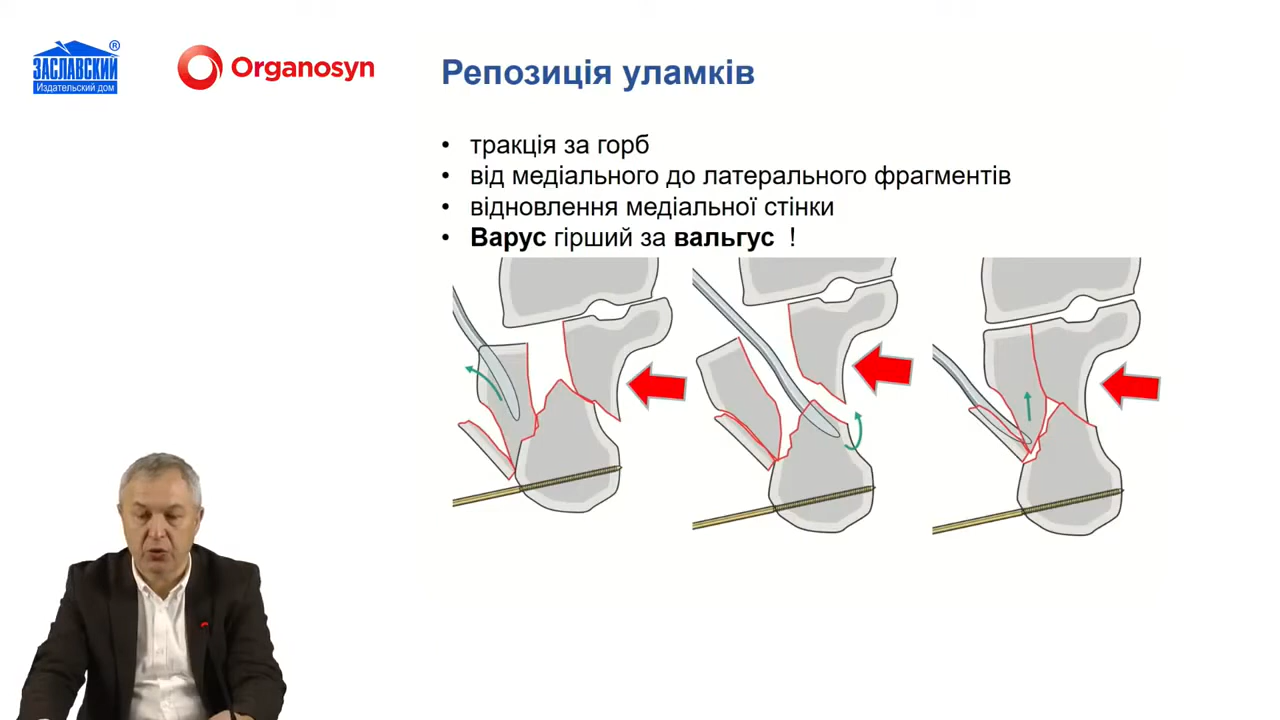 ЗАСЛАВСКИЙ ®
Издательский дом
Organosyn
Репозиція уламків
• тракція за горб
• від медіального до латерального фрагментів
• відновлення медіальної стінки
• Варус гірший за вальгус !